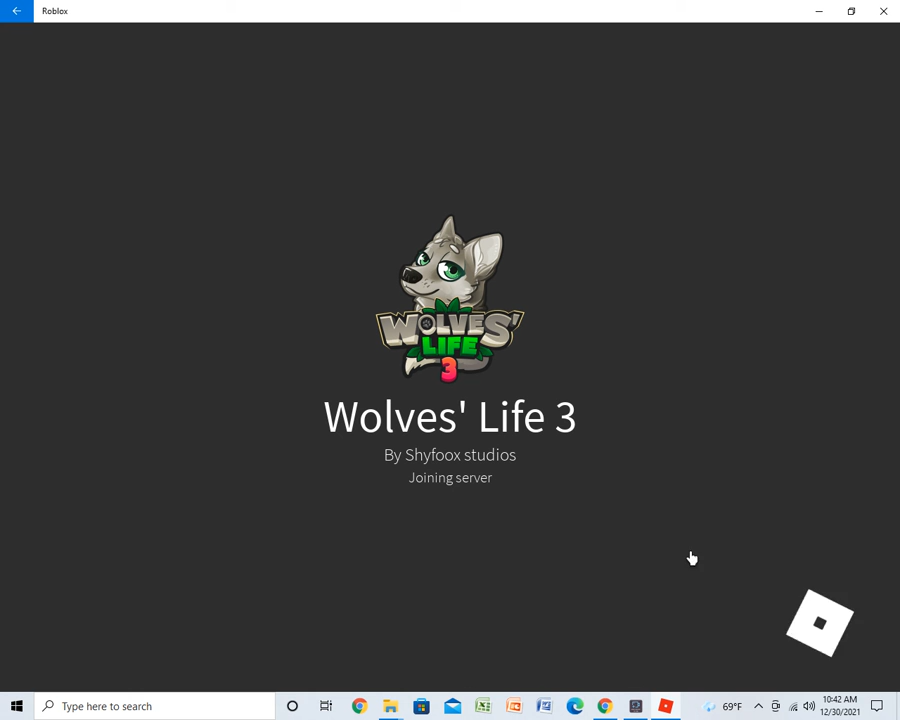 Roblox
WOLVES'
LIFE
3
Wolves' Life 3
By Shyfoox studios
Joining server
Type here to search
69°F
10:42 AM
12/30/2021